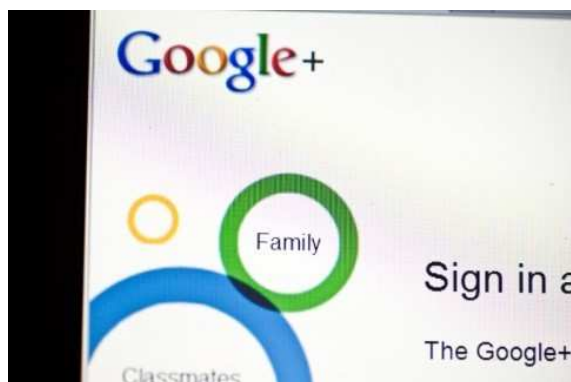 Google+
Family
Sign in a
The Google+
Classmates